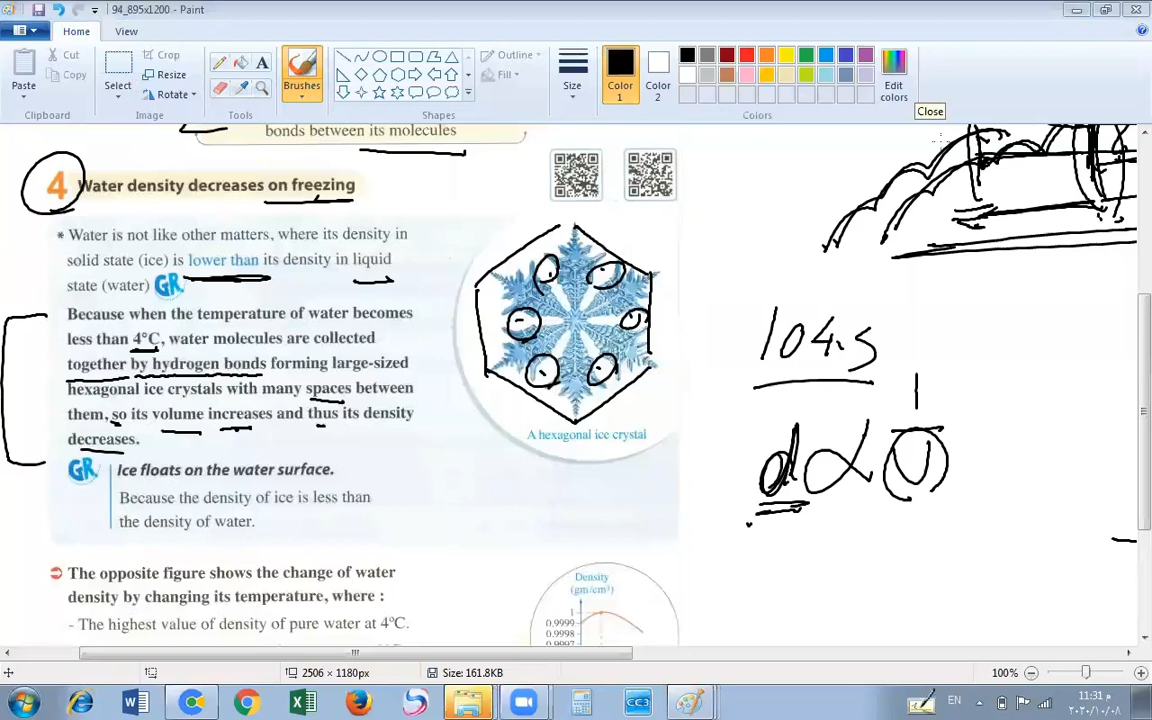 94_895x1200 - Paint
Home
View
Paste
Cut
Copy
Clipboard
Select
Crop
Resize
Rotate
Image
Tools
Brushes
Shapes
Outline
Fill
Size
Color 1
Color 2
Edit colors
Colors
Close
bonds between its molecules
4 Water density decreases on freezing
* Water is not like other matters, where its density in
solid state (ice) is lower than its density in liquid
state (water) GR
Because when the temperature of water becomes
less than 4°C, water molecules are collected
together by hydrogen bonds forming large-sized
hexagonal ice crystals with many spaces between
them, so its volume increases and thus its density
decreases.
A hexagonal ice crystal
GR Ice floats on the water surface.
Because the density of ice is less than
the density of water.
The opposite figure shows the change of water
density by changing its temperature, where :
- The highest value of density of pure water at 4°C.
Density
(gm/cm³)
1
0.9999
0.9998
0.9997
104.5
d ∝ 1/v
2506 × 1180px
Size: 161.8KB
100%
EN
11:31 م
٢٠٢٠/١٠/٠٨